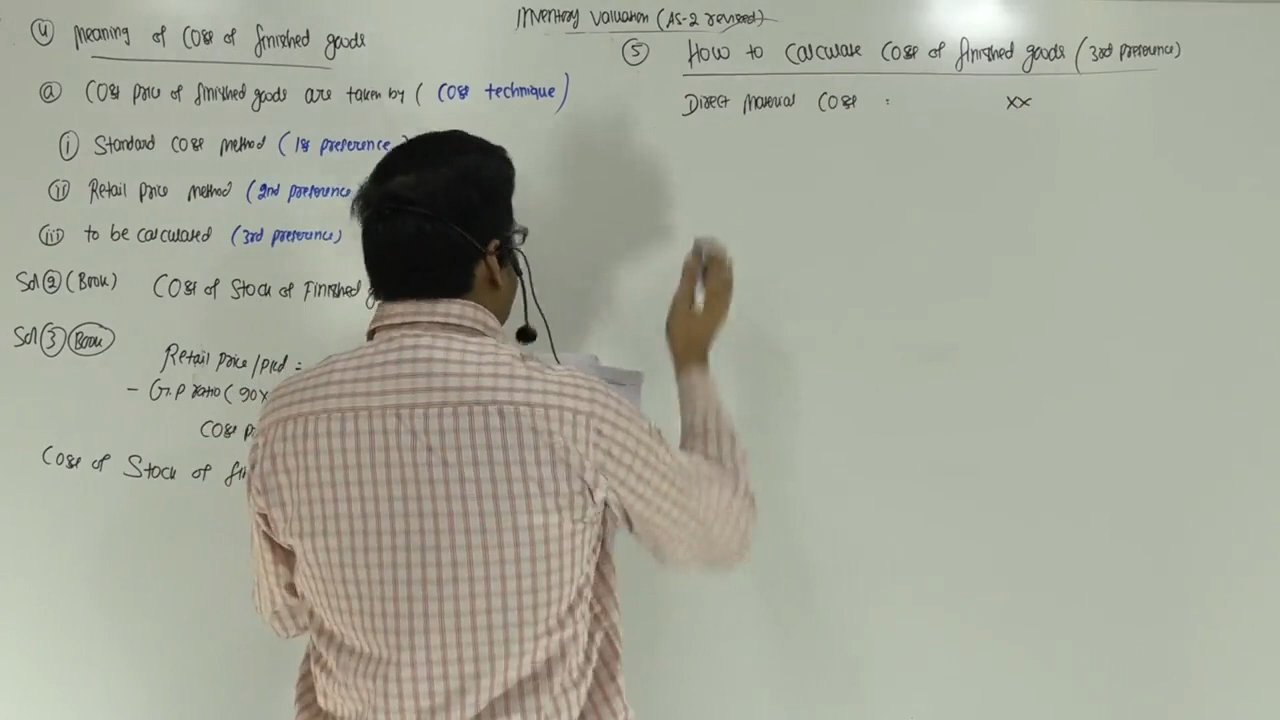 Inventory Valuation (AS-2 revised)
④ Meaning of Cost of finished goods
ⓐ Cost price of finished goods are taken by (Cost technique)
ⓘ Standard Cost method (1st preference
ⓘⓘ Retail price method (2nd preference
ⓘⓘⓘ to be calculated (3rd preference)
Sol ② (Book) Cost of Stock of Finished g
Sol ③ (Book)
Retail price/pcd =
- G.P ratio (90x
Cost p
Cost of Stock of fin
⑤ How to calculate Cost of finished goods (3rd preference)
Direct Material Cost : xx